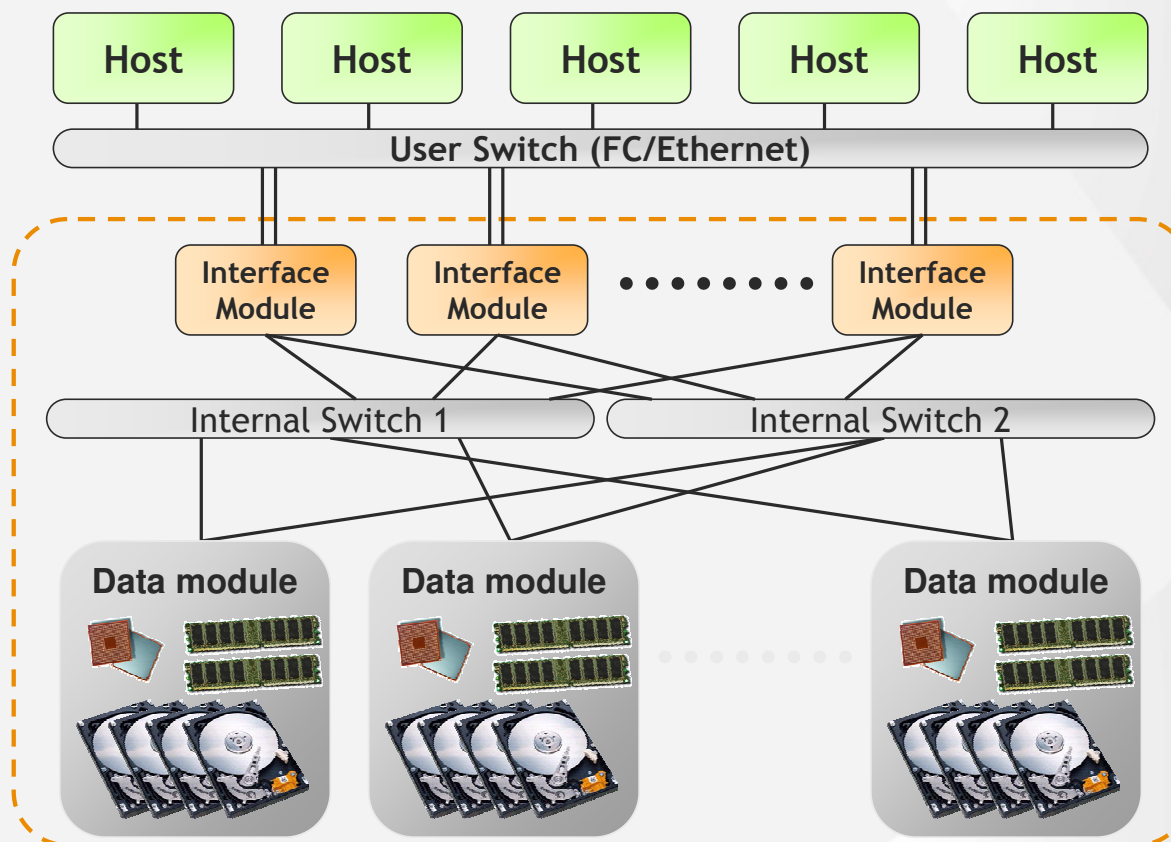 Host Host Host Host Host
User Switch (FC/Ethernet)
Interface Interface Interface
Module Module Module
Internal Switch 1 Internal Switch 2
Data module Data module Data module